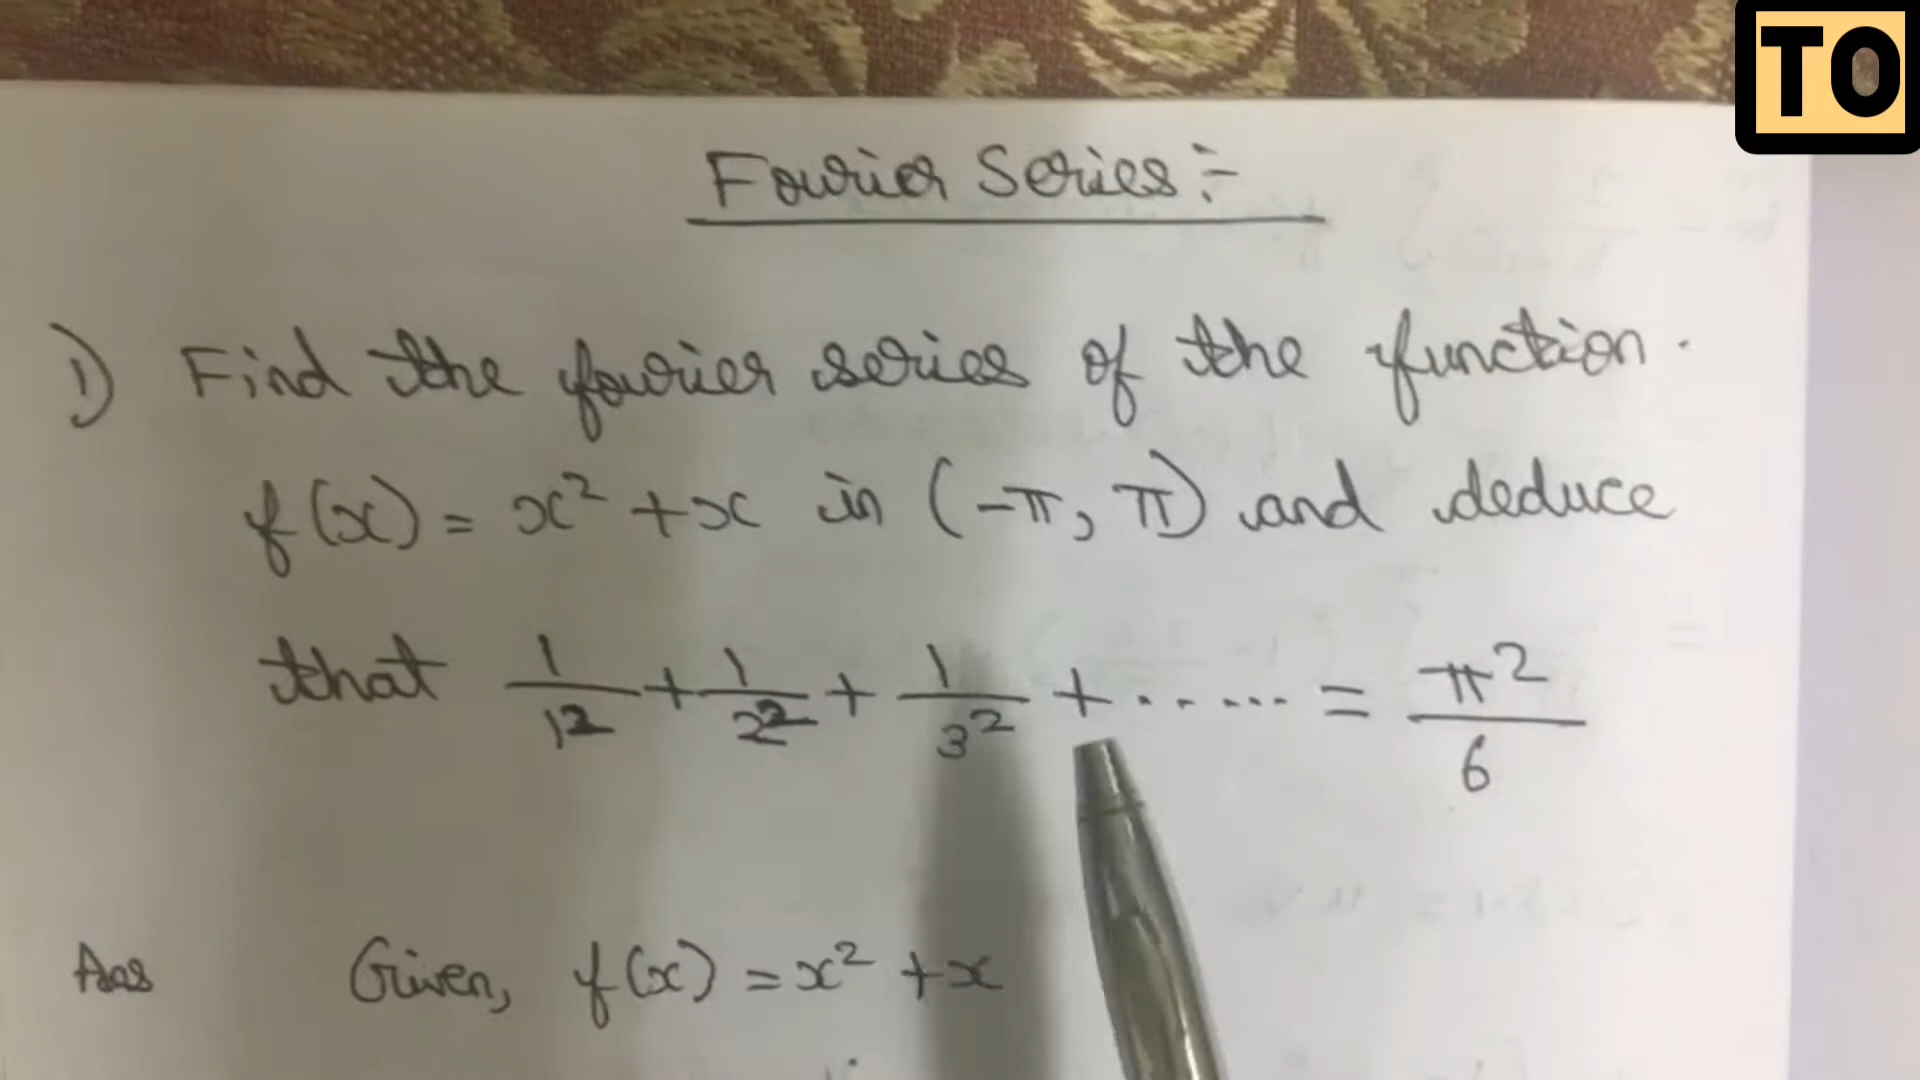 TO
Fourier Series:-
1) Find the fourier series of the function.
f(x) = x² + x in (-π, π) and deduce
that 1/1² + 1/2² + 1/3² + ...... = π²/6
Ans Given, f(x) = x² + x